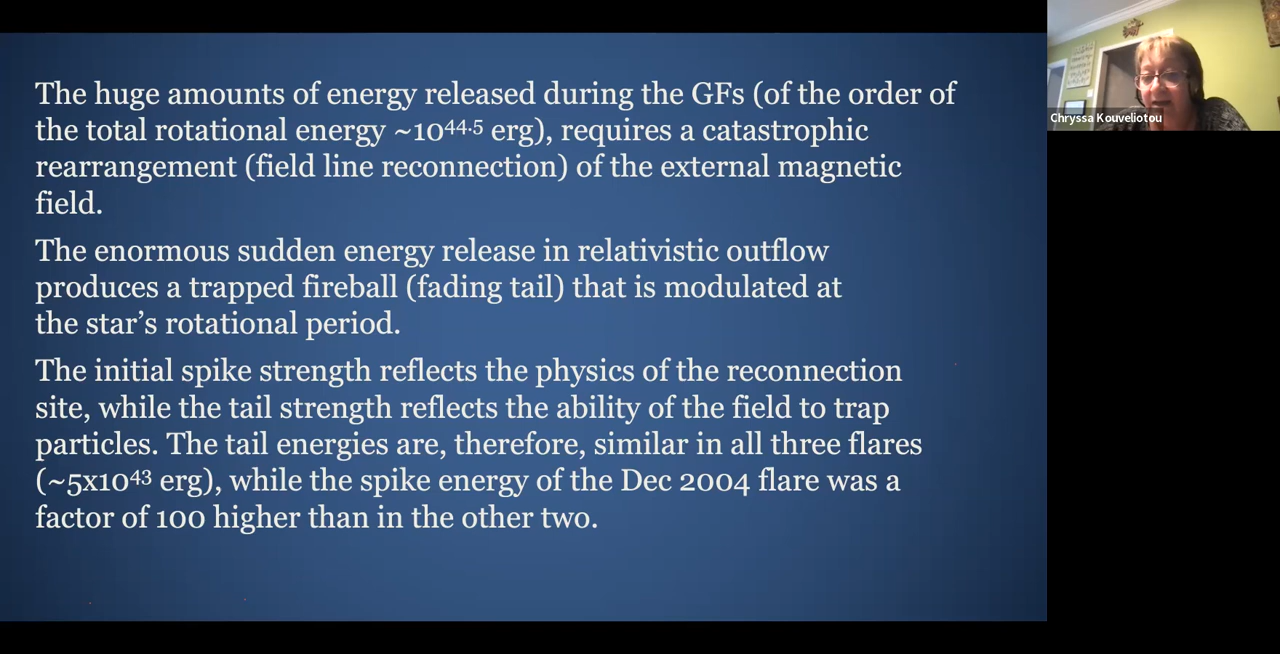 The huge amounts of energy released during the GFs (of the order of
the total rotational energy ~10⁴⁴·⁵ erg), requires a catastrophic
rearrangement (field line reconnection) of the external magnetic
field.
The enormous sudden energy release in relativistic outflow
produces a trapped fireball (fading tail) that is modulated at
the star’s rotational period.
The initial spike strength reflects the physics of the reconnection
site, while the tail strength reflects the ability of the field to trap
particles. The tail energies are, therefore, similar in all three flares
(~5x10⁴³ erg), while the spike energy of the Dec 2004 flare was a
factor of 100 higher than in the other two.
Chryssa Kouveliotou